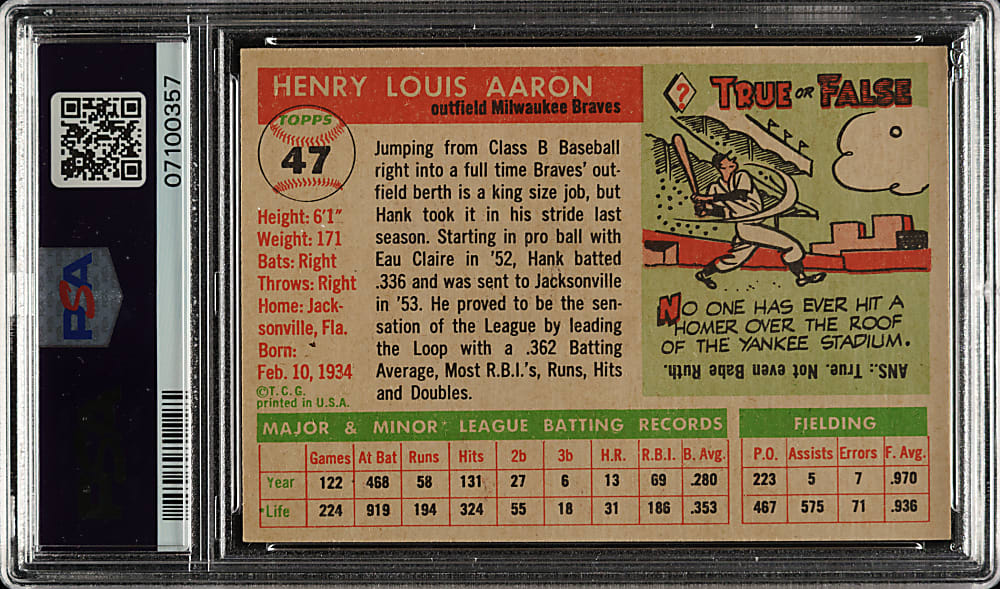 0710000357
PSA
HENRY LOUIS AARON
outfield Milwaukee Braves
TOPPS
47
Height: 6'1"
Weight: 171
Bats: Right
Throws: Right
Home: Jack-
sonville, Fla.
Born:
Feb. 10, 1934
©T.C.G.
printed in U.S.A.
Jumping from Class B Baseball
right into a full time Braves' out-
field berth is a king size job, but
Hank took it in his stride last
season. Starting in pro ball with
Eau Claire in '52, Hank batted
.336 and was sent to Jacksonville
in '53. He proved to be the sen-
sation of the League by leading
the Loop with a .362 Batting
Average, Most R.B.I.'s, Runs, Hits
and Doubles.
? TRUE OR FALSE
NO ONE HAS EVER HIT A
HOMER OVER THE ROOF
OF THE YANKEE STADIUM.
ANS.: True. Not even Babe Ruth.
MAJOR & MINOR LEAGUE BATTING RECORDS
Games At Bat Runs Hits 2b 3b H.R. R.B.I. B. Avg.
Year 122 468 58 131 27 6 13 69 .280
Life 224 919 194 324 55 18 31 186 .353
FIELDING
P.O. Assists Errors F. Avg.
223 5 7 .970
467 575 71 .936